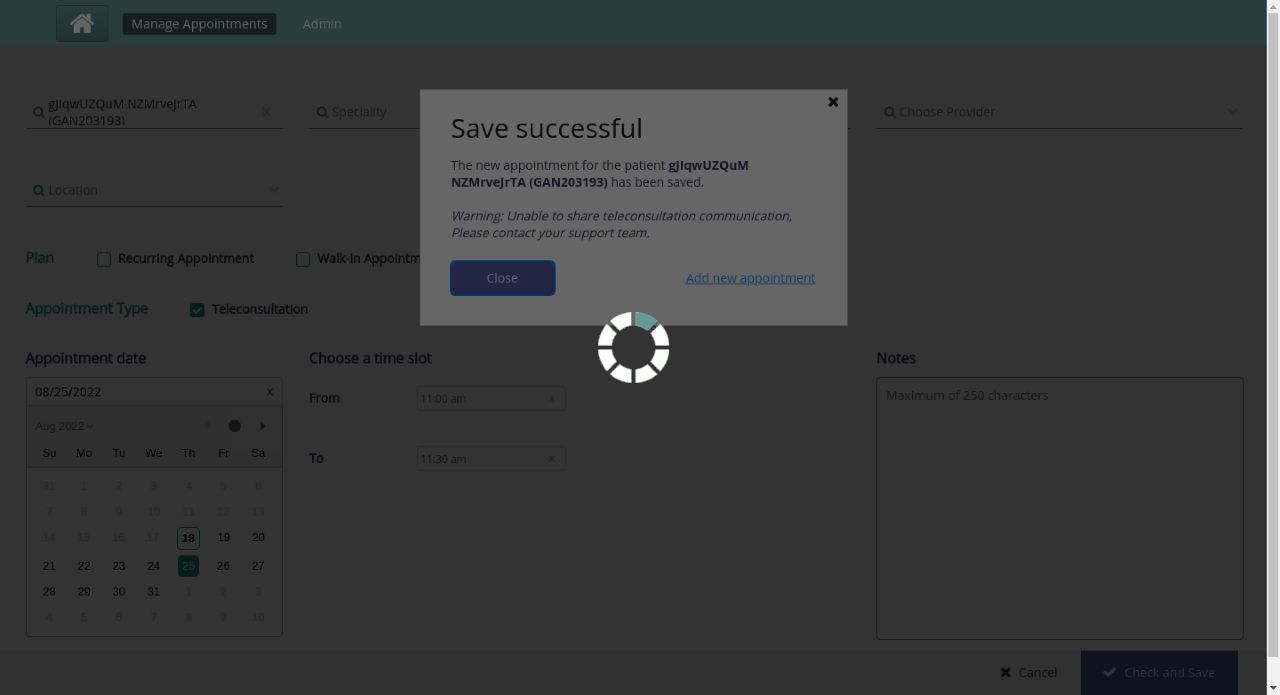 Manage Appointments
Admin
gJIqwUZQuM NZMrveJrTA
(GAN203193)
Speciality
Choose Provider
Location
Save successful
The new appointment for the patient gJIqwUZQuM
NZMrveJrTA (GAN203193) has been saved.
Warning: Unable to share teleconsultation communication,
Please contact your support team.
Close
Add new appointment
Plan
Recurring Appointment
Walk-In Appointm
Appointment Type
Teleconsultation
Appointment date
08/25/2022 x
Aug 2022
Su Mo Tu We Th Fr Sa
31 1 2 3 4 5 6
7 8 9 10 11 12 13
14 15 16 17 18 19 20
21 22 23 24 25 26 27
28 29 30 31 1 2 3
4 5 6 7 8 9 10
Choose a time slot
From 11:00 am x
To 11:30 am x
Notes
Maximum of 250 characters
Cancel
Check and Save